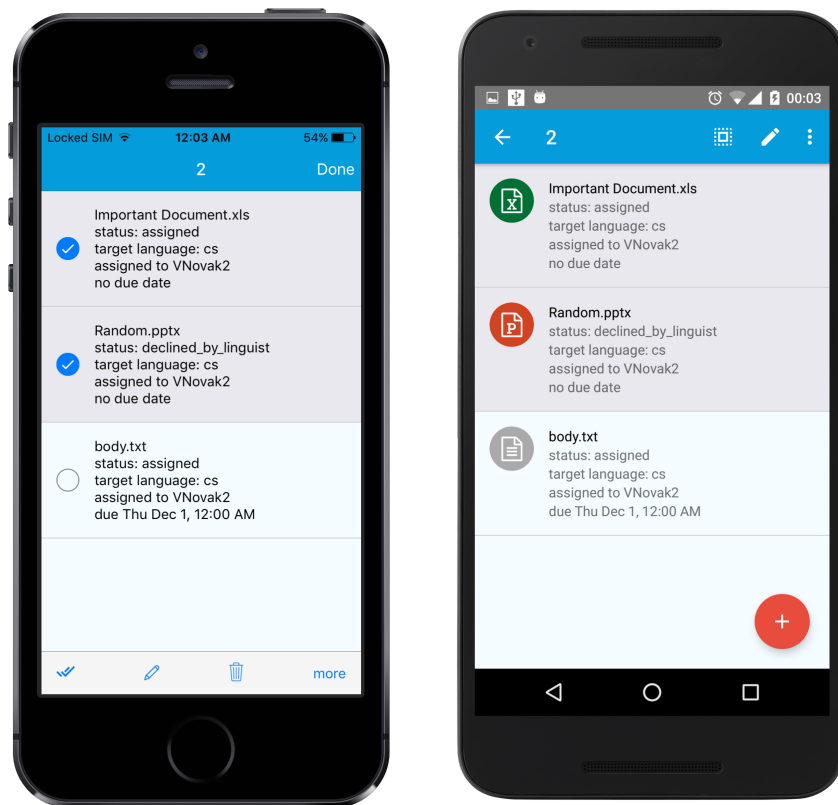 Locked SIM 12:03 AM 54%
2 Done
Important Document.xls
status: assigned
target language: cs
assigned to VNovak2
no due date
Random.pptx
status: declined_by_linguist
target language: cs
assigned to VNovak2
no due date
body.txt
status: assigned
target language: cs
assigned to VNovak2
due Thu Dec 1, 12:00 AM
more
00:03
2
X
Important Document.xls
status: assigned
target language: cs
assigned to VNovak2
no due date
P
Random.pptx
status: declined_by_linguist
target language: cs
assigned to VNovak2
no due date
body.txt
status: assigned
target language: cs
assigned to VNovak2
due Thu Dec 1, 12:00 AM
+